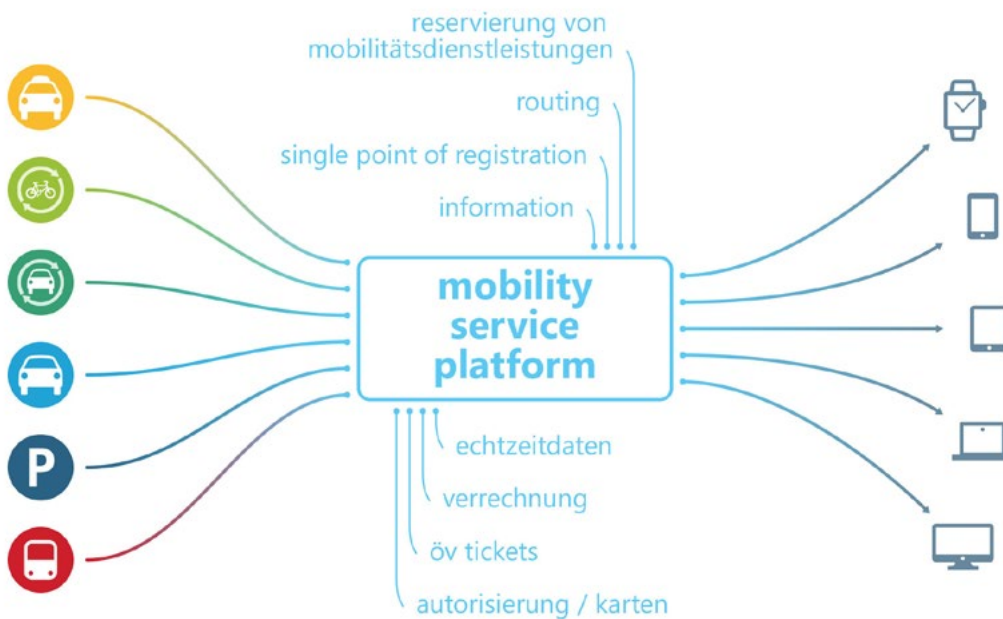 reservierung von
mobilitätsdienstleistungen
routing
single point of registration
information
mobility
service
platform
P
echtzeitdaten
verrechnung
öv tickets
autorisierung / karten